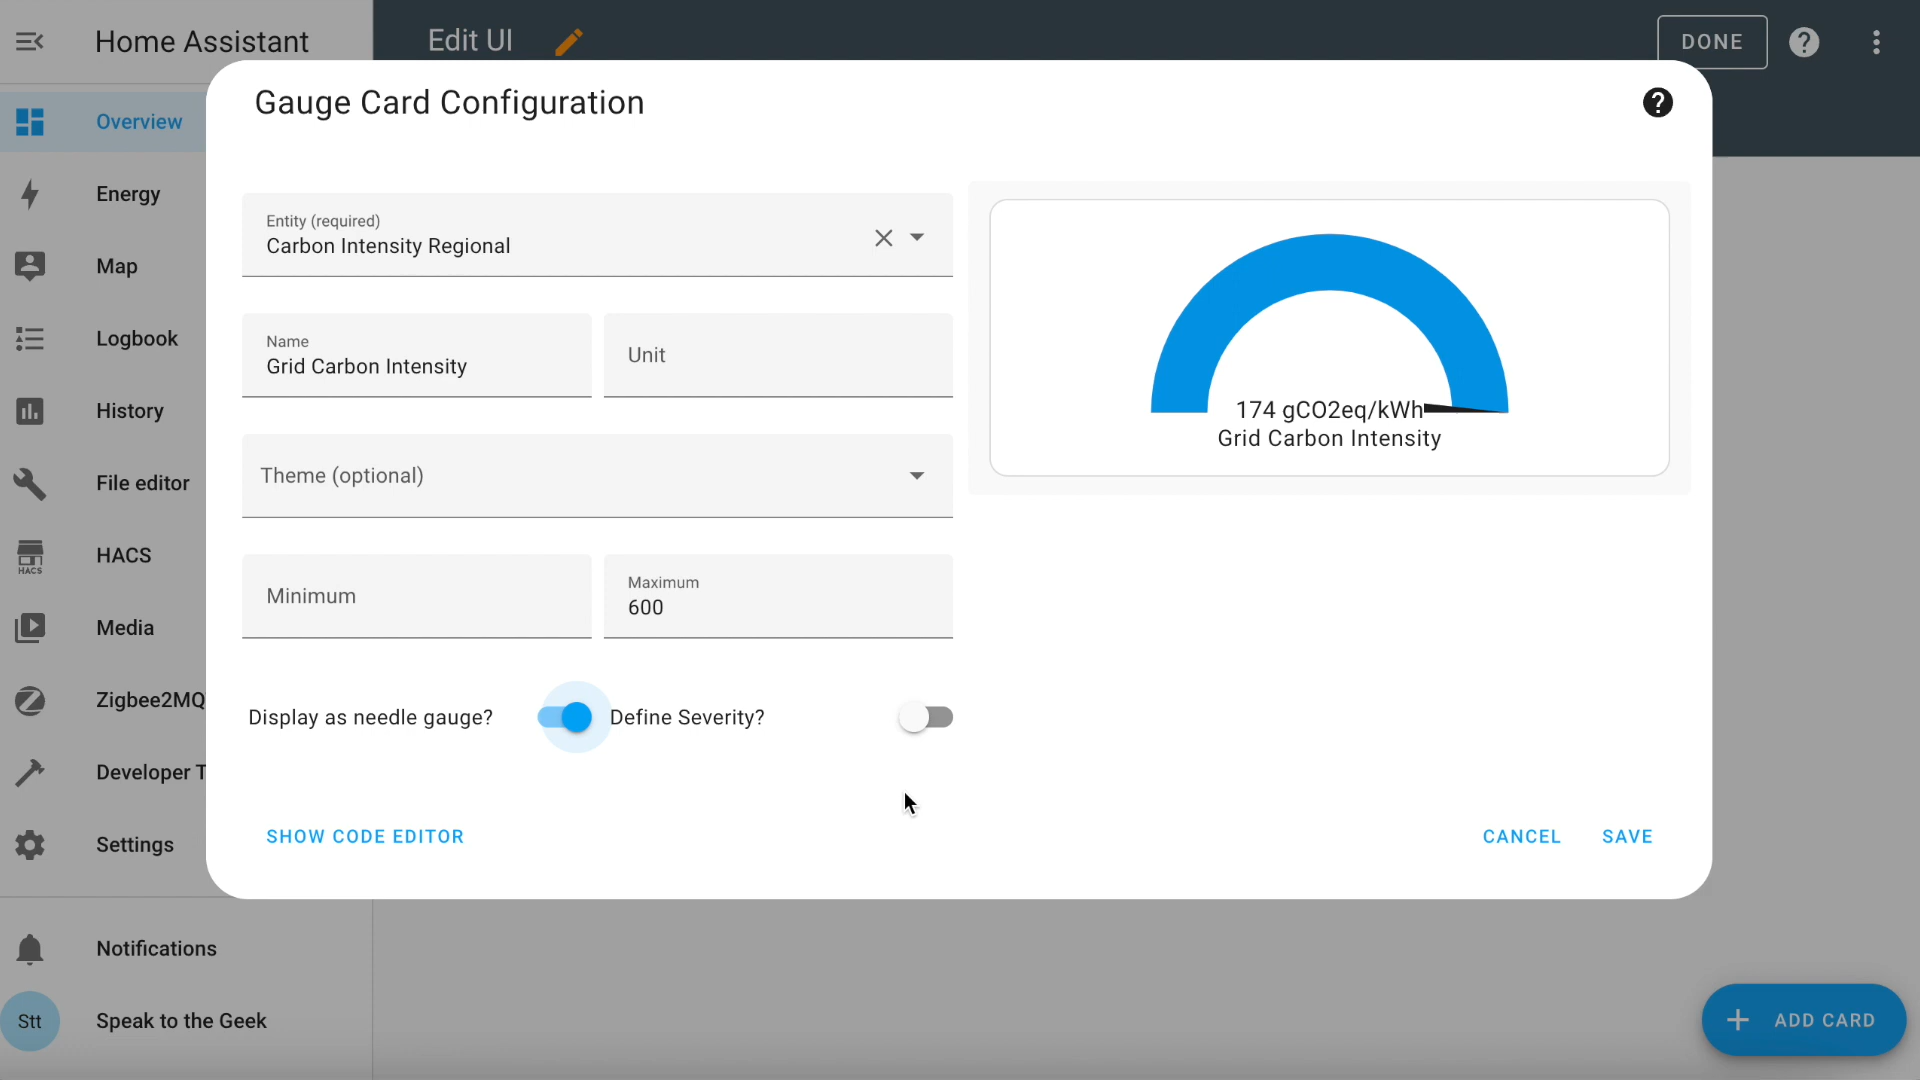 Home Assistant
Edit UI
DONE
Gauge Card Configuration
Overview
Energy
Map
Logbook
History
File editor
HACS
HACS
Media
Zigbee2MQ
Developer T
Settings
Notifications
Stt
Speak to the Geek
Entity (required)
Carbon Intensity Regional
Name
Grid Carbon Intensity
Unit
Theme (optional)
Minimum
Maximum
600
Display as needle gauge?
Define Severity?
SHOW CODE EDITOR
174 gCO2eq/kWh
Grid Carbon Intensity
CANCEL
SAVE
ADD CARD